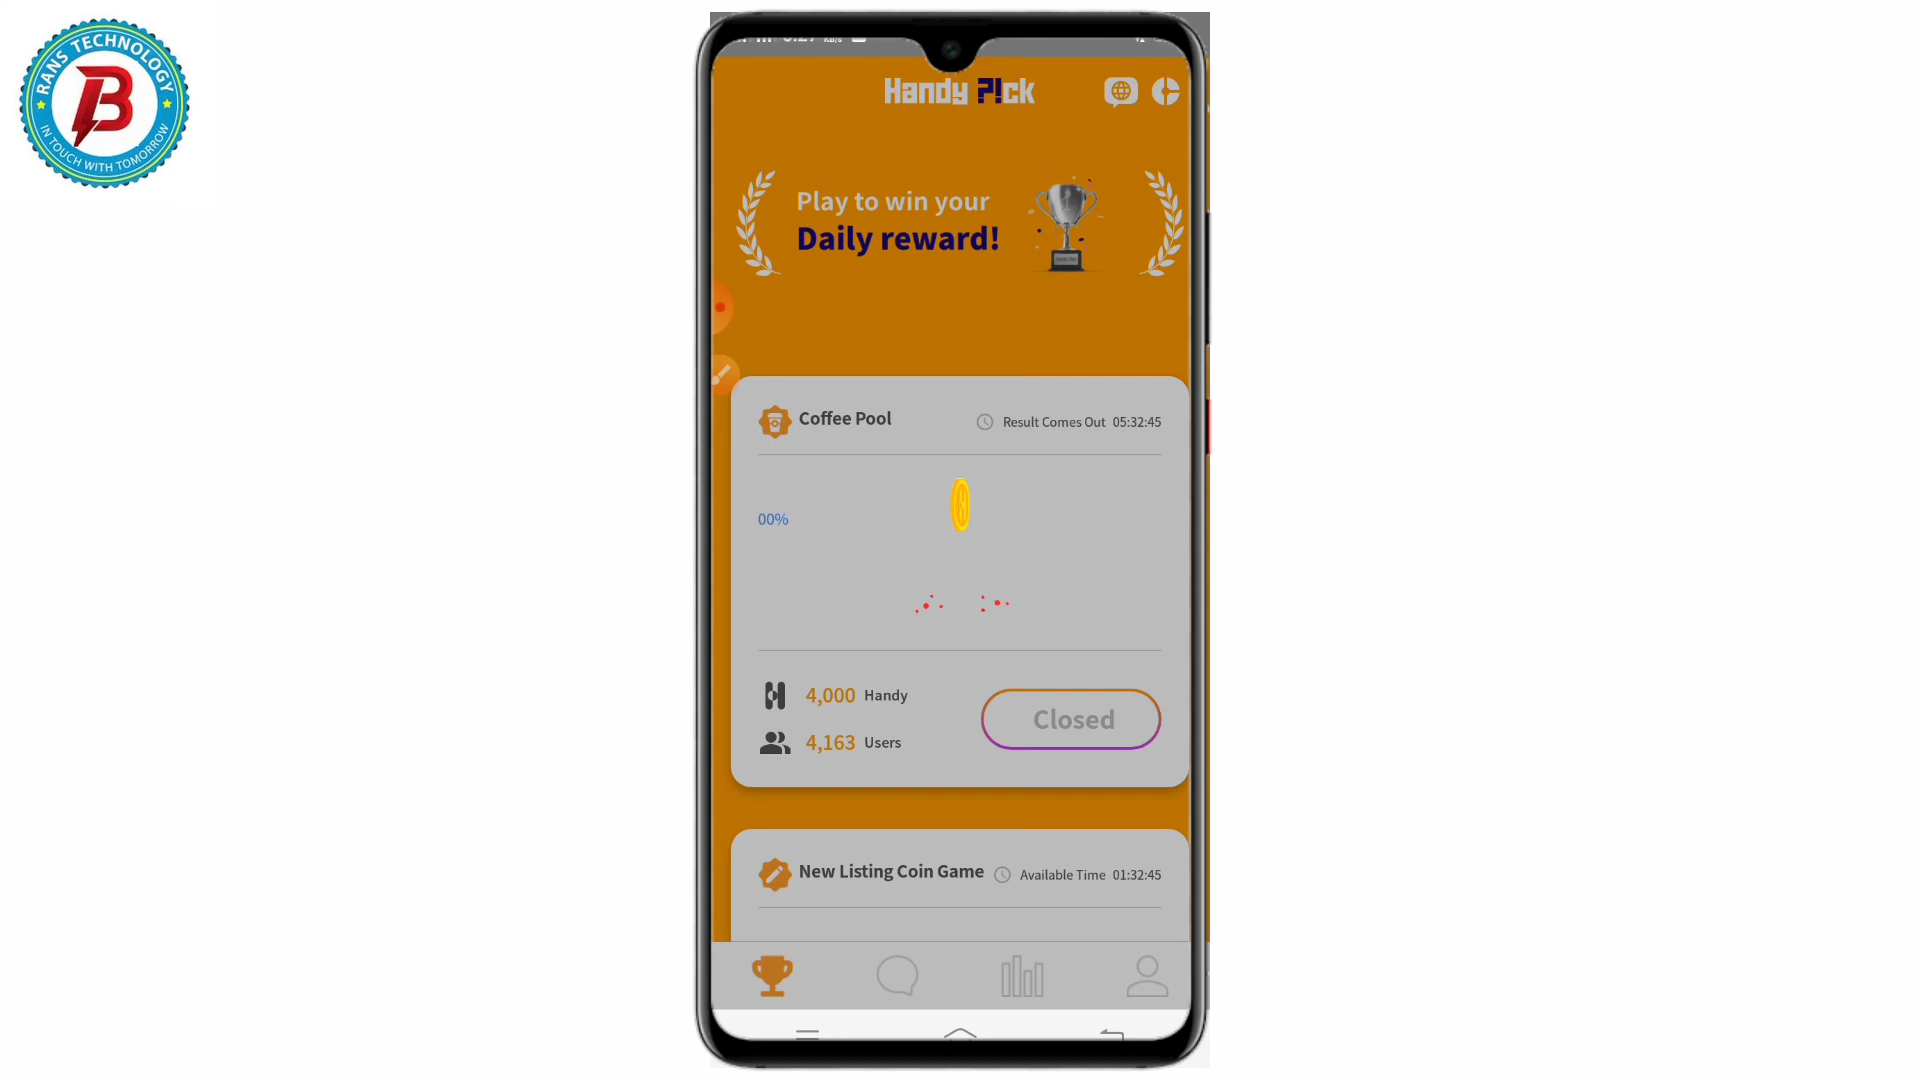 RANS TECHNOLOGY
B
IN TOUCH WITH TOMORROW
Handy P!ck
Play to win your
Daily reward!
Coffee Pool
Result Comes Out 05:32:45
00%
4,000 Handy
4,163 Users
Closed
New Listing Coin Game
Available Time 01:32:45